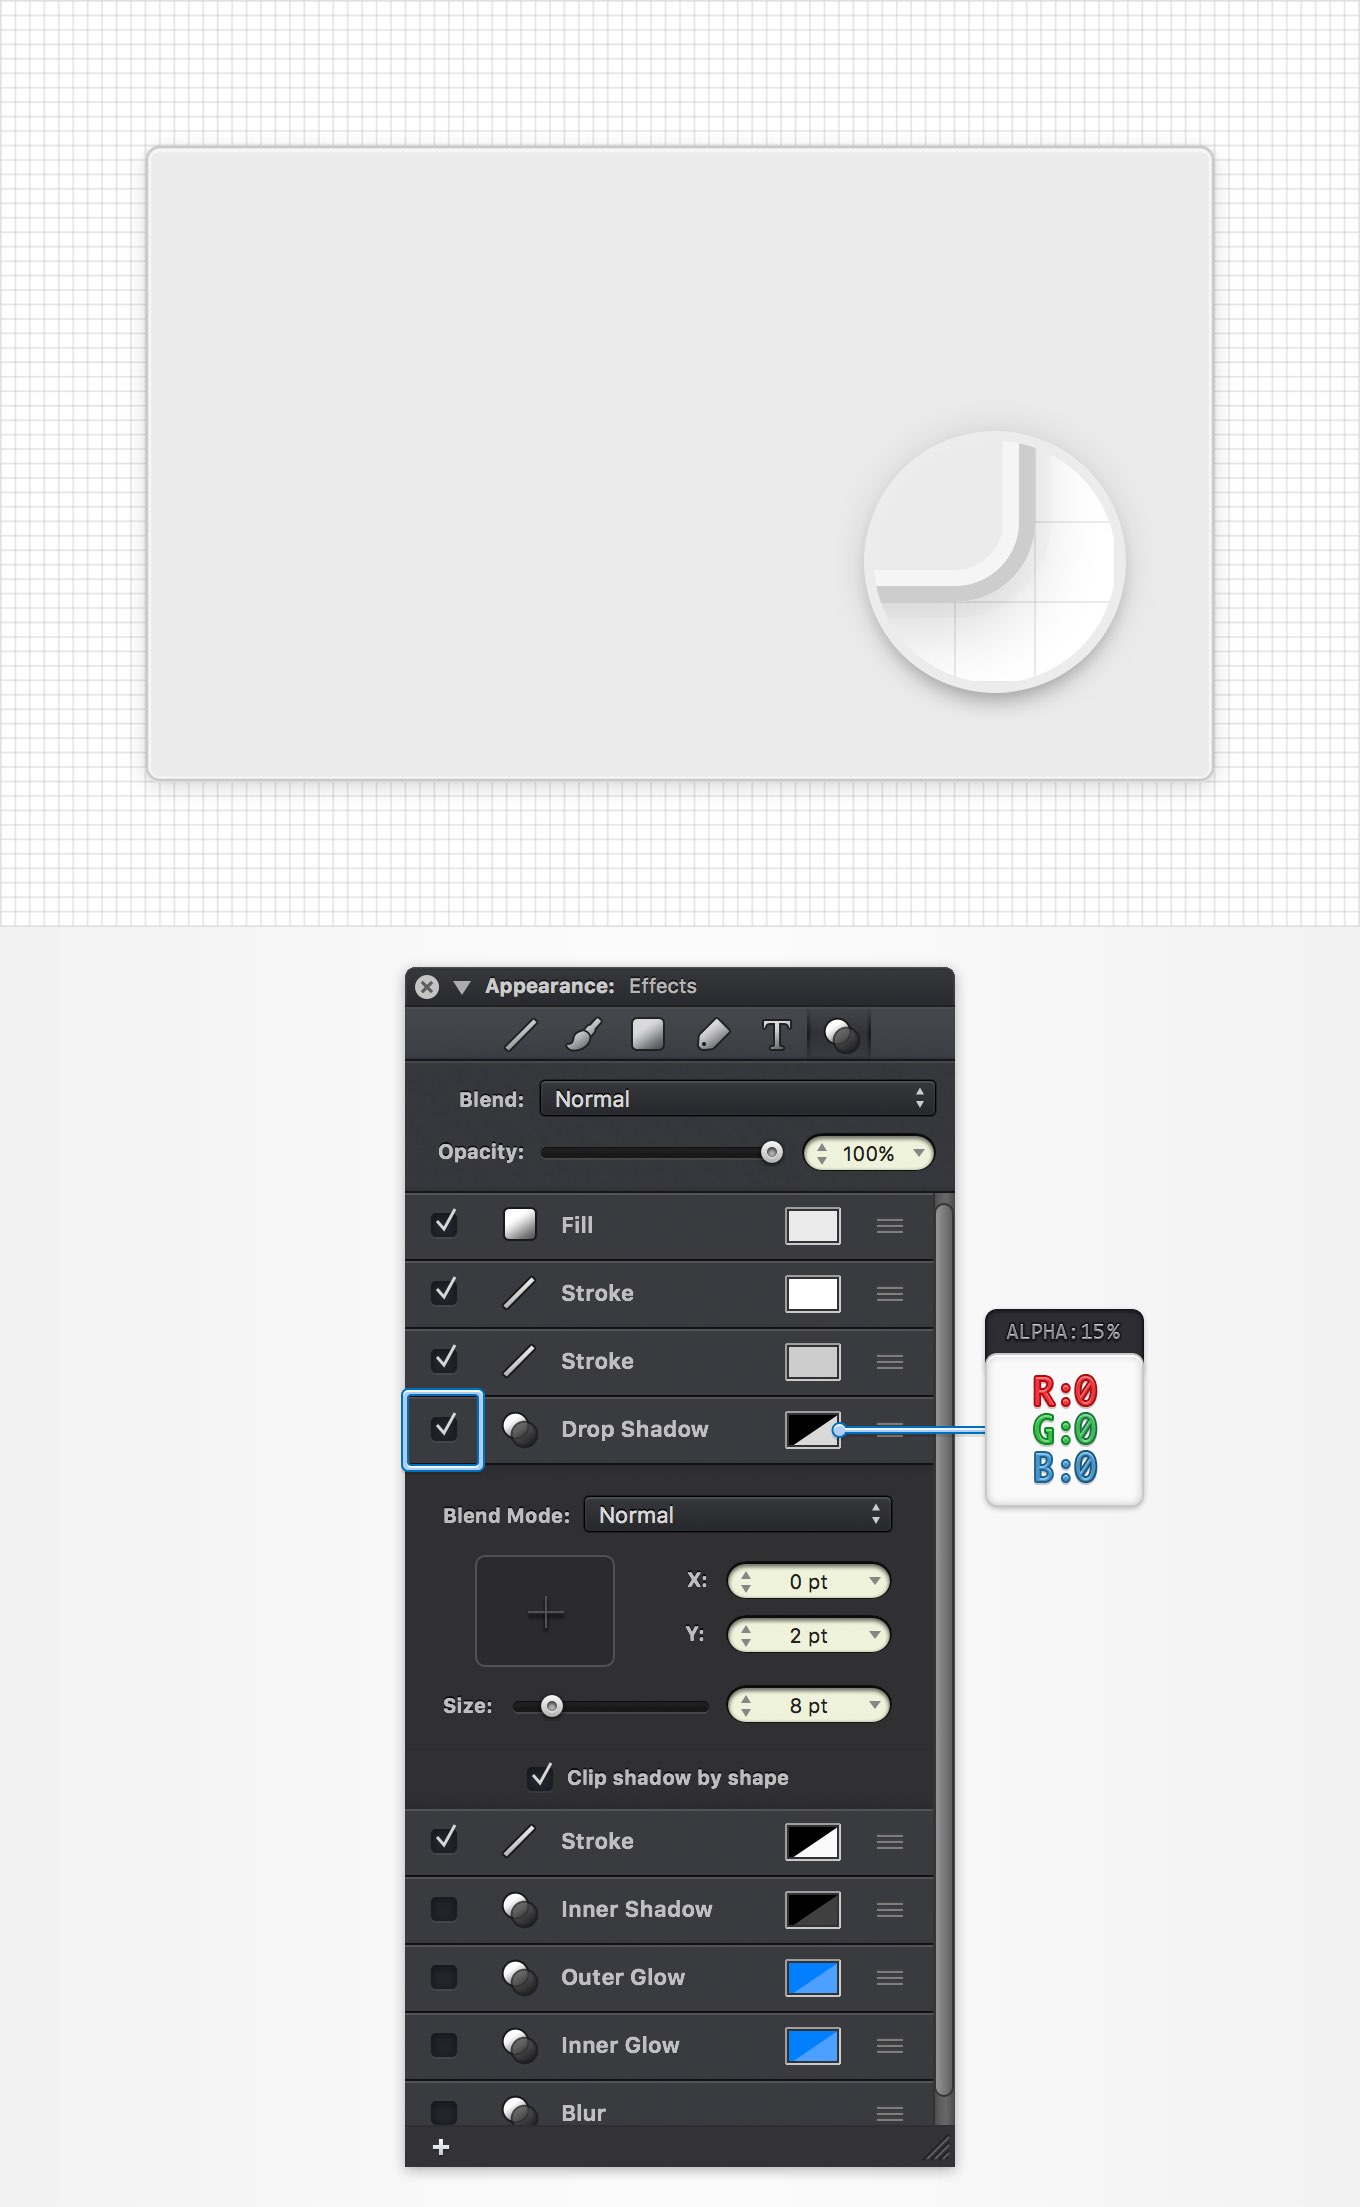 Appearance: Effects
T
Blend: Normal
Opacity: 100%
Fill
Stroke
Stroke
Drop Shadow
ALPHA:15%
R:0
G:0
B:0
Blend Mode: Normal
X: 0 pt
Y: 2 pt
Size: 8 pt
Clip shadow by shape
Stroke
Inner Shadow
Outer Glow
Inner Glow
Blur